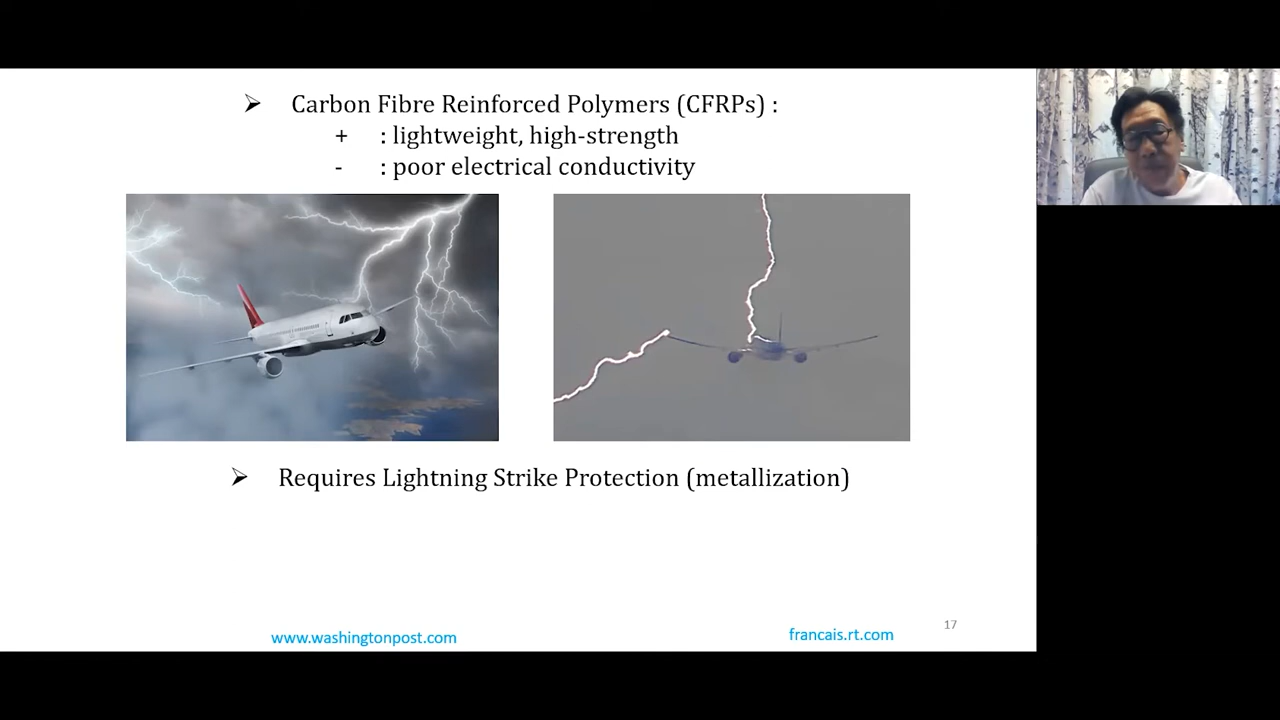 ➢ Carbon Fibre Reinforced Polymers (CFRPs) :
+ : lightweight, high-strength
- : poor electrical conductivity
➢ Requires Lightning Strike Protection (metallization)
www.washingtonpost.com
francais.rt.com
17